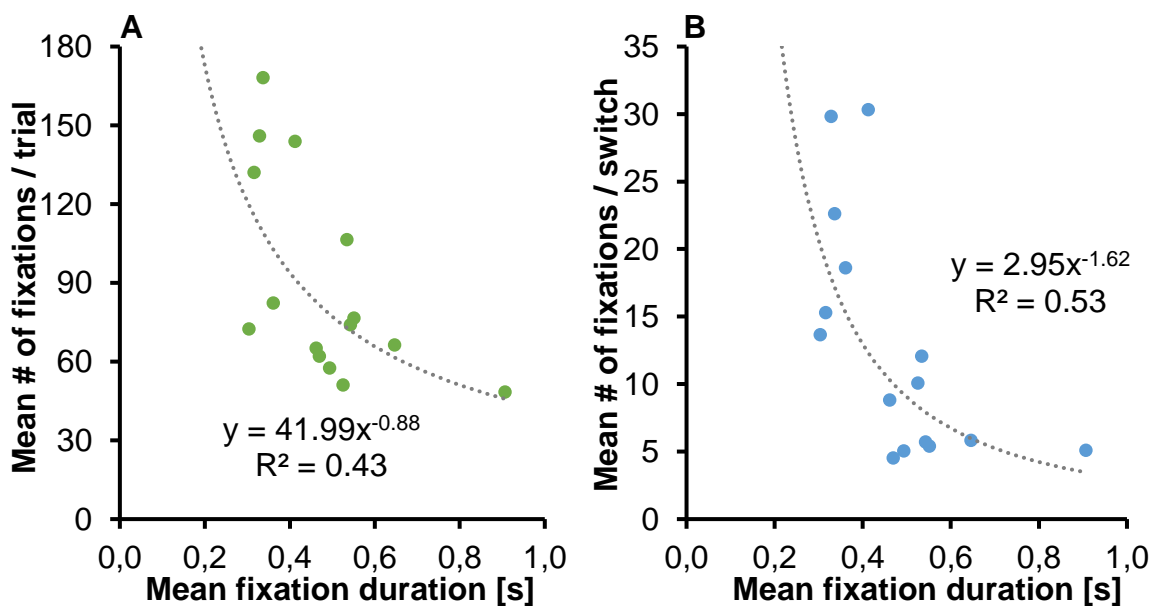 A
Mean # of fixations / trial
180
150
120
90
60
30
0
y = 41.99x^-0.88
R² = 0.43
0,0 0,2 0,4 0,6 0,8 1,0
Mean fixation duration [s]
B
Mean # of fixations / switch
35
30
25
20
15
10
5
0
y = 2.95x^-1.62
R² = 0.53
0,0 0,2 0,4 0,6 0,8 1,0
Mean fixation duration [s]